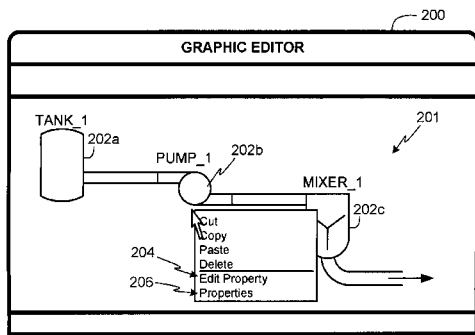 200
GRAPHIC EDITOR
TANK_1
202a
201
PUMP_1
202b
MIXER_1
202c
Cut
Copy
Paste
204
Delete
Edit Property
206
Properties